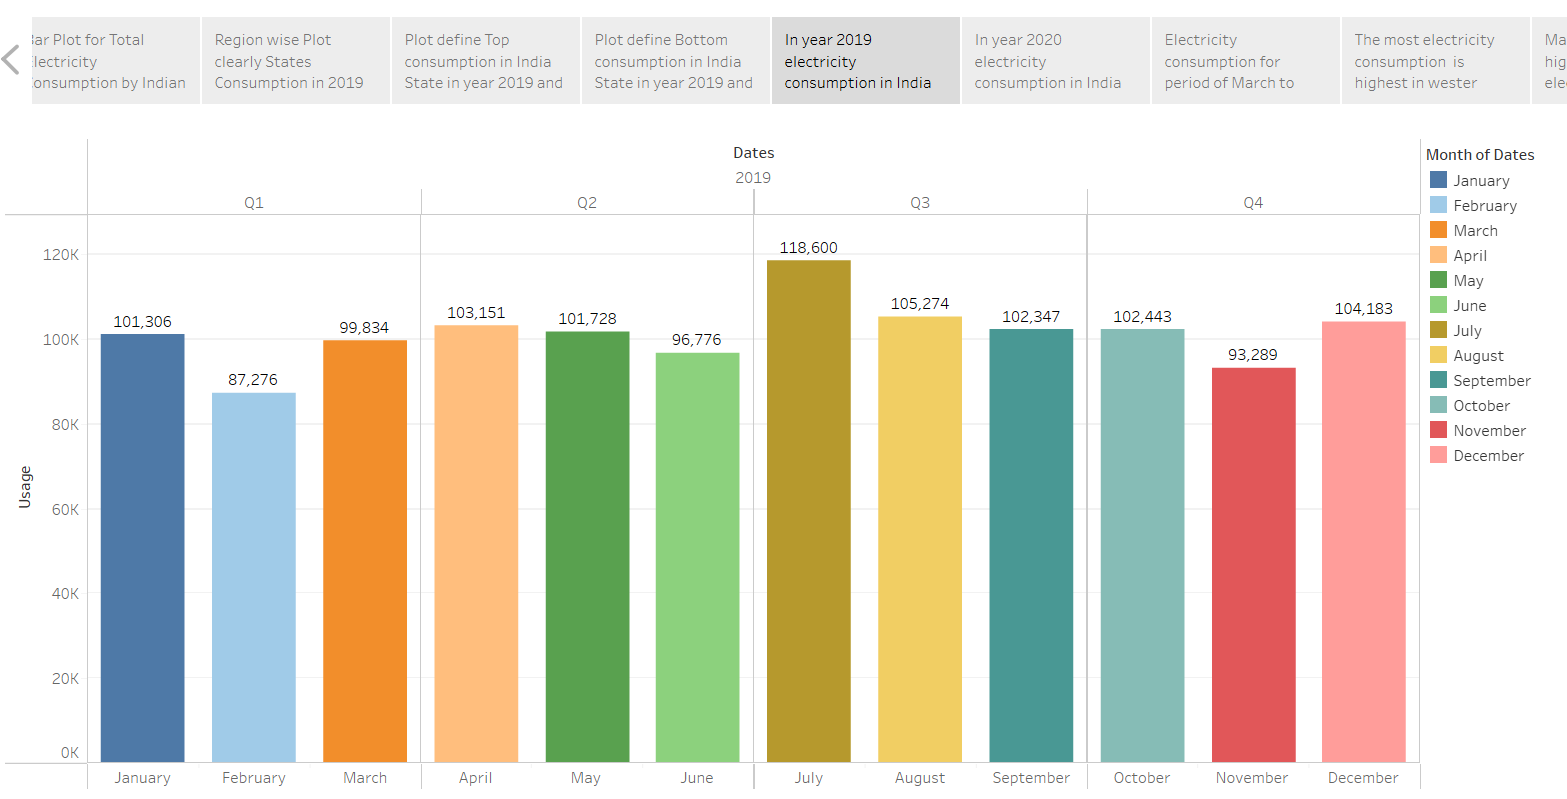 Bar Plot for Total
Electricity
Consumption by Indian
Region wise Plot
clearly States
Consumption in 2019
Plot define Top
consumption in India
State in year 2019 and
Plot define Bottom
consumption in India
State in year 2019 and
In year 2019
electricity
consumption in India
In year 2020
electricity
consumption in India
Electricity
consumption for
period of March to
The most electricity
consumption is
highest in wester
Dates
2019
Q1
Q2
Q3
Q4
Usage
120K
100K
80K
60K
40K
20K
0K
101,306
87,276
99,834
103,151
101,728
96,776
118,600
105,274
102,347
102,443
93,289
104,183
January
February
March
April
May
June
July
August
September
October
November
December
Month of Dates
January
February
March
April
May
June
July
August
September
October
November
December